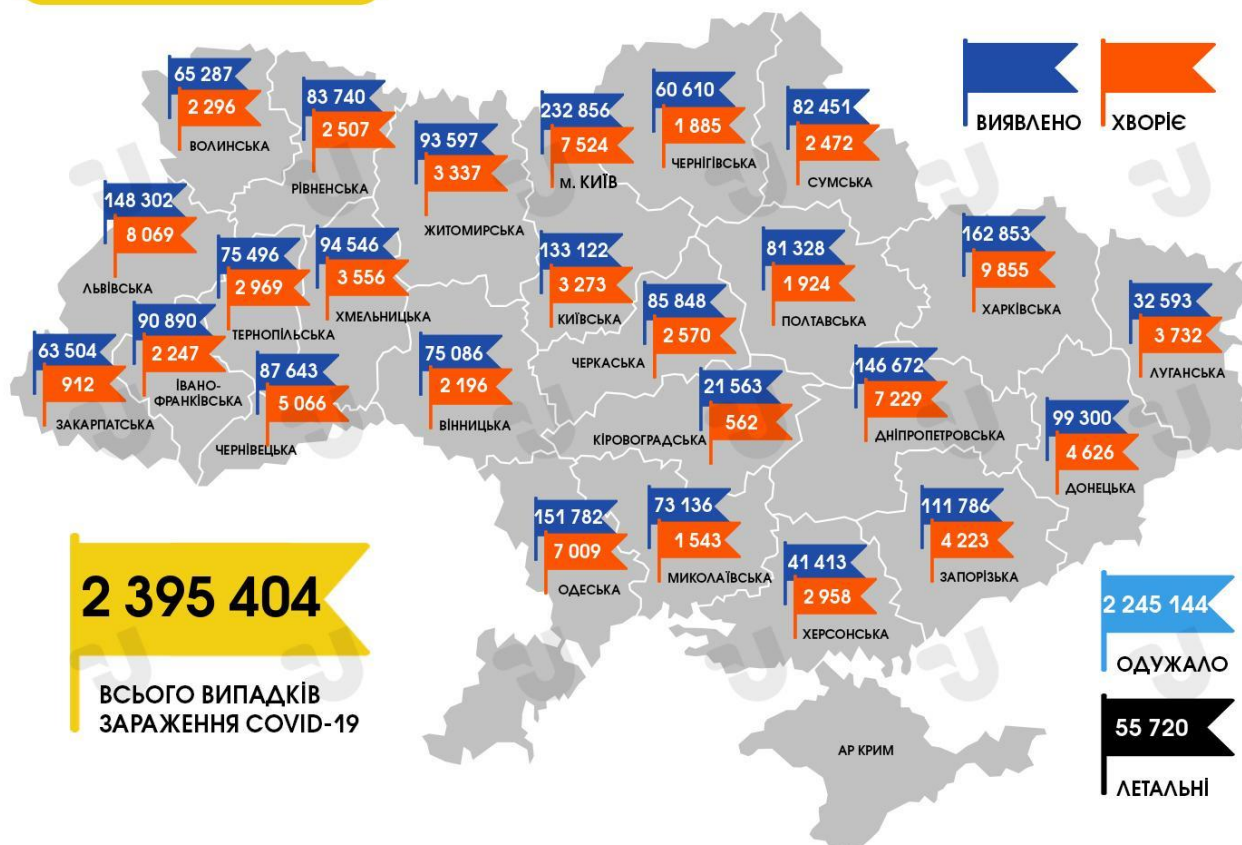 ВИЯВЛЕНО
ХВОРІЄ
65 287
2 296
ВОЛИНСЬКА
83 740
2 507
РІВНЕНСЬКА
93 597
3 337
ЖИТОМИРСЬКА
232 856
7 524
м. КИЇВ
60 610
1 885
ЧЕРНІГІВСЬКА
82 451
2 472
СУМСЬКА
148 302
8 069
ЛЬВІВСЬКА
75 496
2 969
ТЕРНОПІЛЬСЬКА
94 546
3 556
ХМЕЛЬНИЦЬКА
133 122
3 273
КИЇВСЬКА
85 848
2 570
ЧЕРКАСЬКА
81 328
1 924
ПОЛТАВСЬКА
162 853
9 855
ХАРКІВСЬКА
32 593
3 732
ЛУГАНСЬКА
63 504
912
ЗАКАРПАТСЬКА
90 890
2 247
ІВАНО-
ФРАНКІВСЬКА
87 643
5 066
ЧЕРНІВЕЦЬКА
75 086
2 196
ВІННИЦЬКА
21 563
562
КІРОВОГРАДСЬКА
146 672
7 229
ДНІПРОПЕТРОВСЬКА
99 300
4 626
ДОНЕЦЬКА
151 782
7 009
ОДЕСЬКА
73 136
1 543
МИКОЛАЇВСЬКА
41 413
2 958
ХЕРСОНСЬКА
111 786
4 223
ЗАПОРІЗЬКА
2 395 404
ВСЬОГО ВИПАДКІВ
ЗАРАЖЕННЯ COVID-19
2 245 144
ОДУЖАЛО
55 720
ЛЕТАЛЬНІ
АР КРИМ